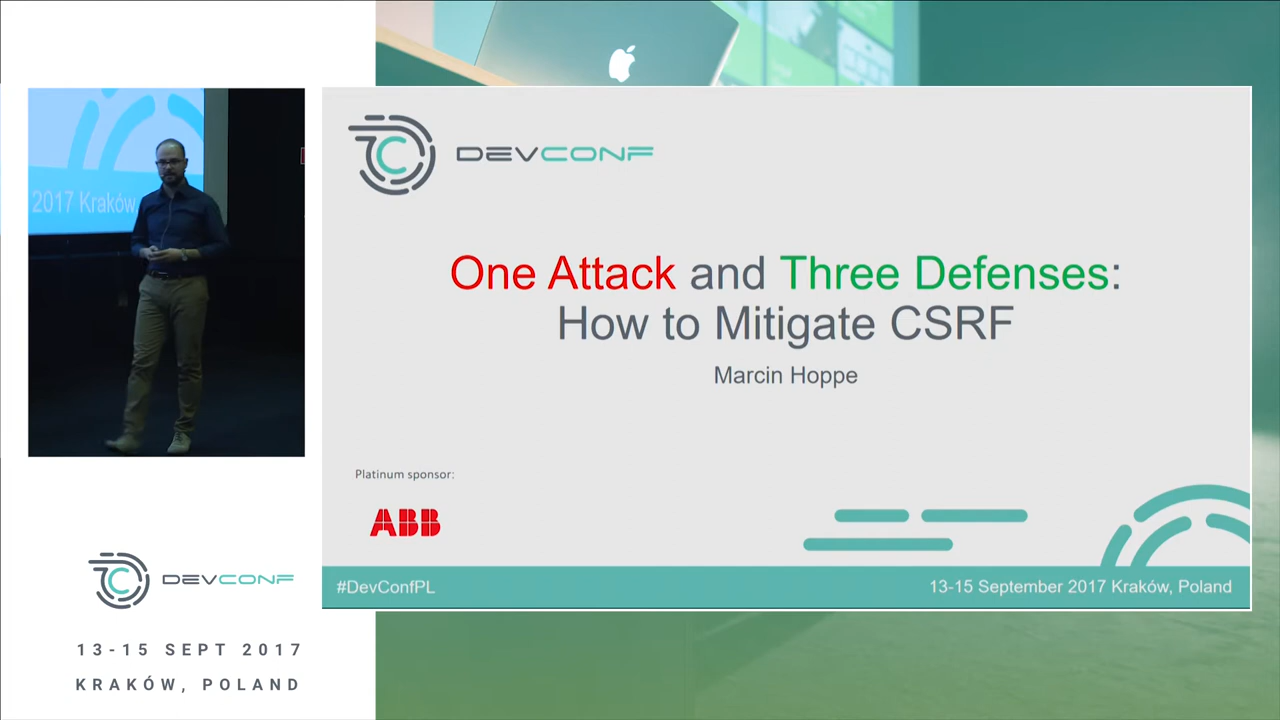 2017 Kraków,
DEVCONF
One Attack and Three Defenses:
How to Mitigate CSRF
Marcin Hoppe
Platinum sponsor:
ABB
#DevConfPL
13-15 September 2017 Kraków, Poland
DEVCONF
13-15 SEPT 2017
KRAKÓW, POLAND